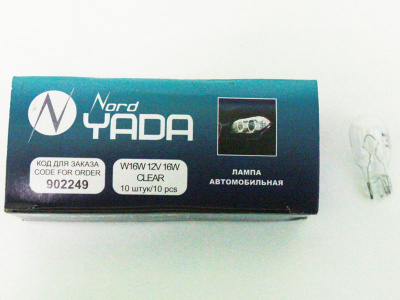 Nord
YADA
КОД ДЛЯ ЗАКАЗА
CODE FOR ORDER
902249
W16W 12V 16W
CLEAR
10 штук/10 pcs
ЛАМПА
АВТОМОБИЛЬНАЯ